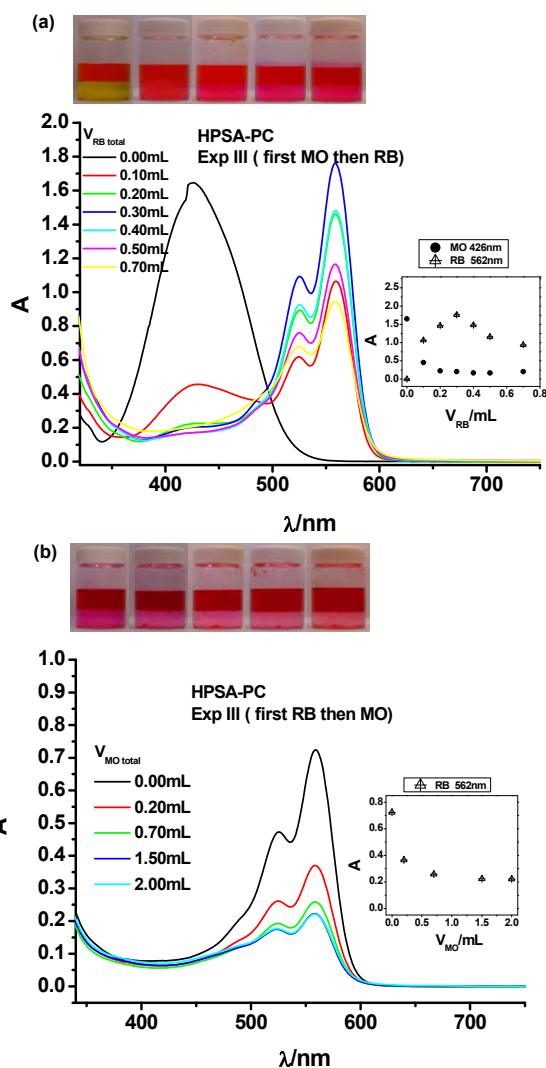 (a)
HPSA-PC
Exp III ( first MO then RB)
V RB total
0.00mL
0.10mL
0.20mL
0.30mL
0.40mL
0.50mL
0.70mL
2.0
1.8
1.6
1.4
1.2
1.0
0.8
0.6
0.4
0.2
0.0
A
400 500 600 700
λ/nm
MO 426nm
RB 562nm
2.5
2.0
1.5
1.0
0.5
0.0
A
0.0 0.2 0.4 0.6 0.8
V RB/mL
(b)
HPSA-PC
Exp III ( first RB then MO)
V MO total
0.00mL
0.20mL
0.70mL
1.50mL
2.00mL
1.0
0.9
0.8
0.7
0.6
0.5
0.4
0.3
0.2
0.1
0.0
A
400 500 600 700
λ/nm
RB 562nm
0.8
0.6
0.4
0.2
0.0
A
0.0 0.5 1.0 1.5 2.0
V MO/mL